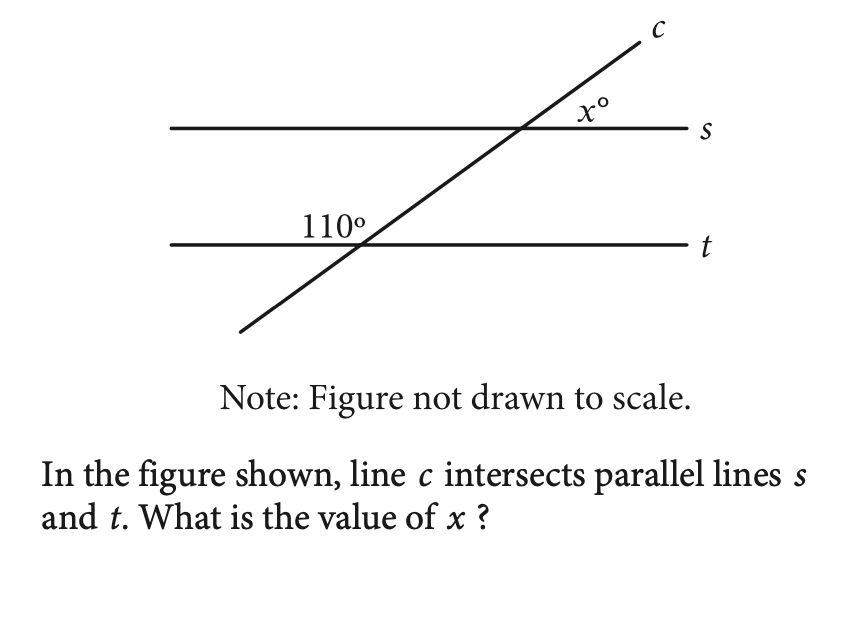 c
x°
s
110°
t
Note: Figure not drawn to scale.
In the figure shown, line c intersects parallel lines s
and t. What is the value of x ?